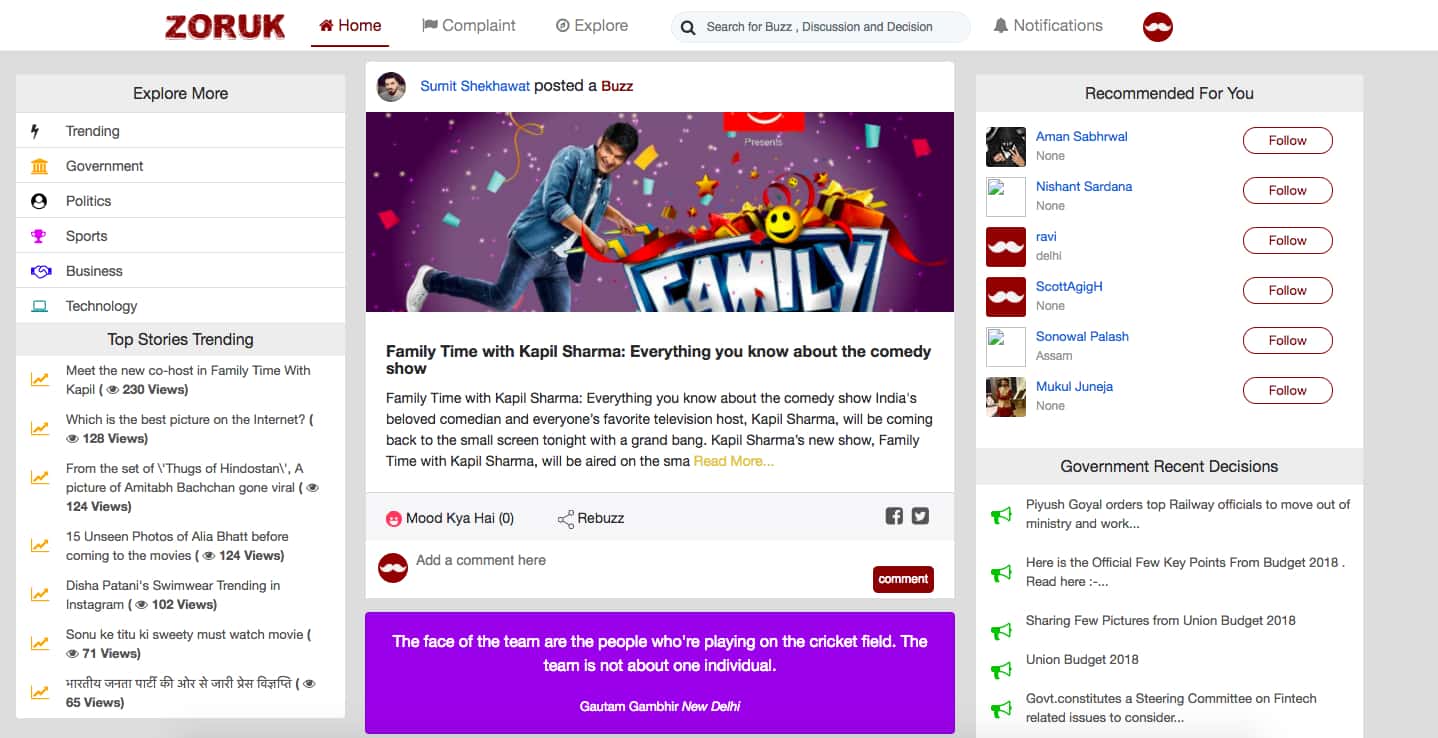 ZORUK
Home
Complaint
Explore
Search for Buzz , Discussion and Decision
Notifications
Explore More
Trending
Government
Politics
Sports
Business
Technology
Top Stories Trending
Meet the new co-host in Family Time With
Kapil ( 230 Views)
Which is the best picture on the Internet? (
128 Views)
From the set of \'Thugs of Hindostan\', A
picture of Amitabh Bachchan gone viral (
124 Views)
15 Unseen Photos of Alia Bhatt before
coming to the movies ( 124 Views)
Disha Patani's Swimwear Trending in
Instagram ( 102 Views)
Sonu ke titu ki sweety must watch movie (
71 Views)
भारतीय जनता पार्टी की ओर से जारी प्रेस विज्ञप्ति (
65 Views)
Sumit Shekhawat posted a Buzz
Presents
FAMILY
Family Time with Kapil Sharma: Everything you know about the comedy
show
Family Time with Kapil Sharma: Everything you know about the comedy show India's
beloved comedian and everyone's favorite television host, Kapil Sharma, will be coming
back to the small screen tonight with a grand bang. Kapil Sharma's new show, Family
Time with Kapil Sharma, will be aired on the sma Read More...
Mood Kya Hai (0)
Rebuzz
Add a comment here
comment
The face of the team are the people who're playing on the cricket field. The
team is not about one individual.
Gautam Gambhir New Delhi
Recommended For You
Aman Sabhrwal
None
Follow
Nishant Sardana
None
Follow
ravi
delhi
Follow
ScottAgigH
None
Follow
Sonowal Palash
Assam
Follow
Mukul Juneja
None
Follow
Government Recent Decisions
Piyush Goyal orders top Railway officials to move out of
ministry and work...
Here is the Official Few Key Points From Budget 2018 .
Read here :-...
Sharing Few Pictures from Union Budget 2018
Union Budget 2018
Govt.constitutes a Steering Committee on Fintech
related issues to consider...